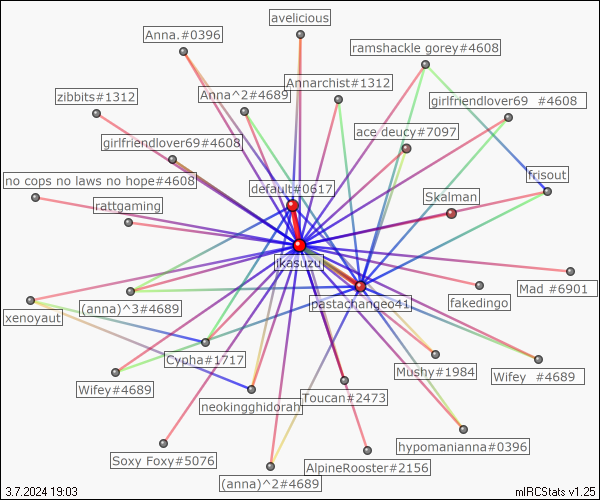 avelicious
Anna.#0396
ramshackle gorey#4608
Annarchist#1312
zibbits#1312
Anna^2#4689
girlfriendlover69 #4608
ace deucy#7097
girlfriendlover69#4608
no cops no laws no hope#4608
default#0617
frisout
Skalman
rattgaming
jkasuzu
Mad #6901
fakedingo
pastachangeo41
(anna)^3#4689
xenoyaut
Cypha#1717
Mushy#1984
Wifey #4689
Wifey#4689
Toucan#2473
neokingghidorah
hypomanianna#0396
Soxy Foxy#5076
AlpineRooster#2156
(anna)^2#4689
3.7.2024 19:03
mIRCStats v1.25